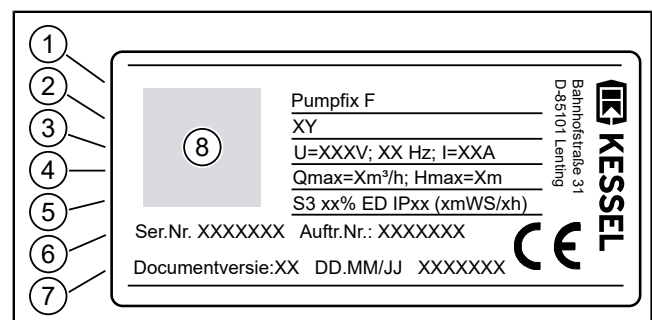 1
2
3
4
5
6
7
8
Pumpfix F
XY
U=XXXV; XX Hz; I=XXA
Qmax=Xm³/h; Hmax=Xm
S3 xx% ED IPxx (xmWS/xh)
Ser.Nr. XXXXXXX Auftr.Nr.: XXXXXXX
Documentversie:XX DD.MM/JJ XXXXXXX
CE
Bahnhofstraße 31
D-85101 Lenting
KESSEL